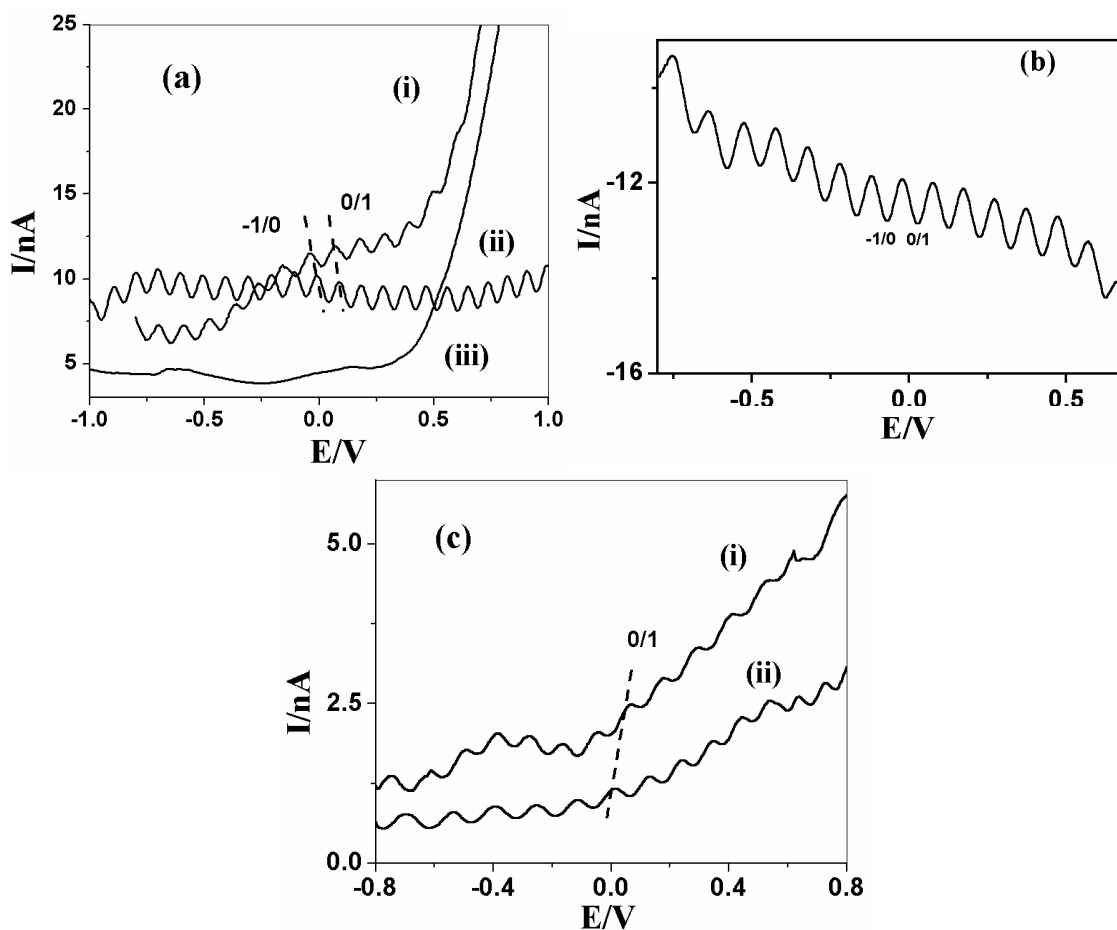 25
20
15
10
5
I/nA
(a)
(i)
-1/0
0/1
(ii)
(iii)
-1.0 -0.5 0.0 0.5 1.0
E/V
(b)
-12
-16
I/nA
-1/0 0/1
-0.5 0.0 0.5
E/V
(c)
5.0
2.5
0.0
I/nA
(i)
0/1
(ii)
-0.8 -0.4 0.0 0.4 0.8
E/V